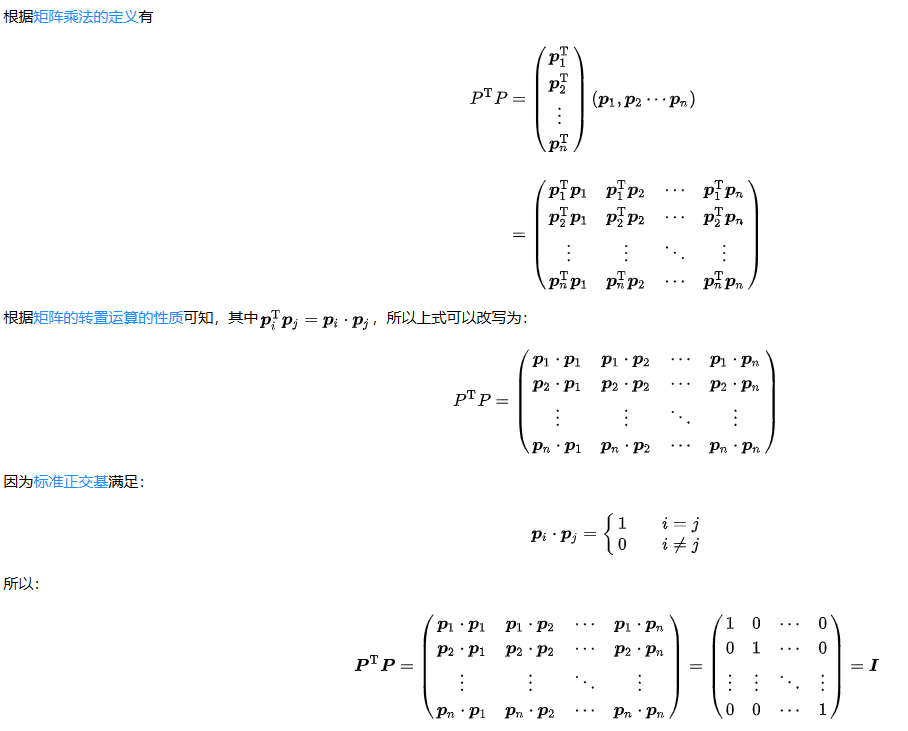 根据矩阵乘法的定义有
$P^{\mathrm{T}}P = \begin{pmatrix} \boldsymbol{p}_1^{\mathrm{T}} \\ \boldsymbol{p}_2^{\mathrm{T}} \\ \vdots \\ \boldsymbol{p}_n^{\mathrm{T}} \end{pmatrix} (\boldsymbol{p}_1, \boldsymbol{p}_2 \cdots \boldsymbol{p}_n)$
$= \begin{pmatrix} \boldsymbol{p}_1^{\mathrm{T}}\boldsymbol{p}_1 & \boldsymbol{p}_1^{\mathrm{T}}\boldsymbol{p}_2 & \cdots & \boldsymbol{p}_1^{\mathrm{T}}\boldsymbol{p}_n \\ \boldsymbol{p}_2^{\mathrm{T}}\boldsymbol{p}_1 & \boldsymbol{p}_2^{\mathrm{T}}\boldsymbol{p}_2 & \cdots & \boldsymbol{p}_2^{\mathrm{T}}\boldsymbol{p}_n \\ \vdots & \vdots & \ddots & \vdots \\ \boldsymbol{p}_n^{\mathrm{T}}\boldsymbol{p}_1 & \boldsymbol{p}_n^{\mathrm{T}}\boldsymbol{p}_2 & \cdots & \boldsymbol{p}_n^{\mathrm{T}}\boldsymbol{p}_n \end{pmatrix}$
根据矩阵的转置运算的性质可知，其中 $\boldsymbol{p}_i^{\mathrm{T}}\boldsymbol{p}_j = \boldsymbol{p}_i \cdot \boldsymbol{p}_j$，所以上式可以改写为：
$P^{\mathrm{T}}P = \begin{pmatrix} \boldsymbol{p}_1 \cdot \boldsymbol{p}_1 & \boldsymbol{p}_1 \cdot \boldsymbol{p}_2 & \cdots & \boldsymbol{p}_1 \cdot \boldsymbol{p}_n \\ \boldsymbol{p}_2 \cdot \boldsymbol{p}_1 & \boldsymbol{p}_2 \cdot \boldsymbol{p}_2 & \cdots & \boldsymbol{p}_2 \cdot \boldsymbol{p}_n \\ \vdots & \vdots & \ddots & \vdots \\ \boldsymbol{p}_n \cdot \boldsymbol{p}_1 & \boldsymbol{p}_n \cdot \boldsymbol{p}_2 & \cdots & \boldsymbol{p}_n \cdot \boldsymbol{p}_n \end{pmatrix}$
因为标准正交基满足：
$\boldsymbol{p}_i \cdot \boldsymbol{p}_j = \begin{cases} 1 & i = j \\ 0 & i \neq j \end{cases}$
所以：
$\boldsymbol{P}^{\mathrm{T}}\boldsymbol{P} = \begin{pmatrix} \boldsymbol{p}_1 \cdot \boldsymbol{p}_1 & \boldsymbol{p}_1 \cdot \boldsymbol{p}_2 & \cdots & \boldsymbol{p}_1 \cdot \boldsymbol{p}_n \\ \boldsymbol{p}_2 \cdot \boldsymbol{p}_1 & \boldsymbol{p}_2 \cdot \boldsymbol{p}_2 & \cdots & \boldsymbol{p}_2 \cdot \boldsymbol{p}_n \\ \vdots & \vdots & \ddots & \vdots \\ \boldsymbol{p}_n \cdot \boldsymbol{p}_1 & \boldsymbol{p}_n \cdot \boldsymbol{p}_2 & \cdots & \boldsymbol{p}_n \cdot \boldsymbol{p}_n \end{pmatrix} = \begin{pmatrix} 1 & 0 & \cdots & 0 \\ 0 & 1 & \cdots & 0 \\ \vdots & \vdots & \ddots & \vdots \\ 0 & 0 & \cdots & 1 \end{pmatrix} = \boldsymbol{I}$